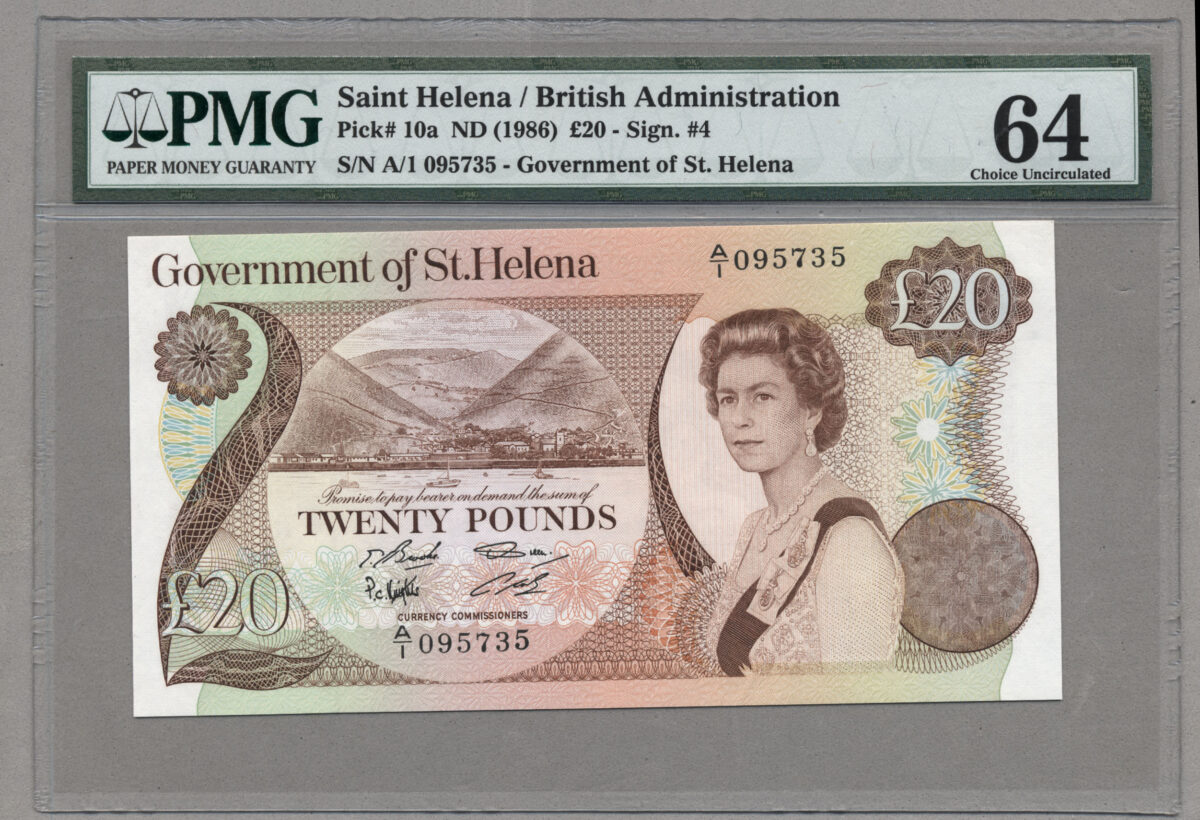 PMG
PAPER MONEY GUARANTY
Saint Helena / British Administration
Pick# 10a ND (1986) £20 - Sign. #4
S/N A/1 095735 - Government of St. Helena
64
Choice Uncirculated
Government of St.Helena
A/1 095735
£20
Promise to pay bearer on demand the sum of
TWENTY POUNDS
£20
CURRENCY COMMISSIONERS
A/1 095735